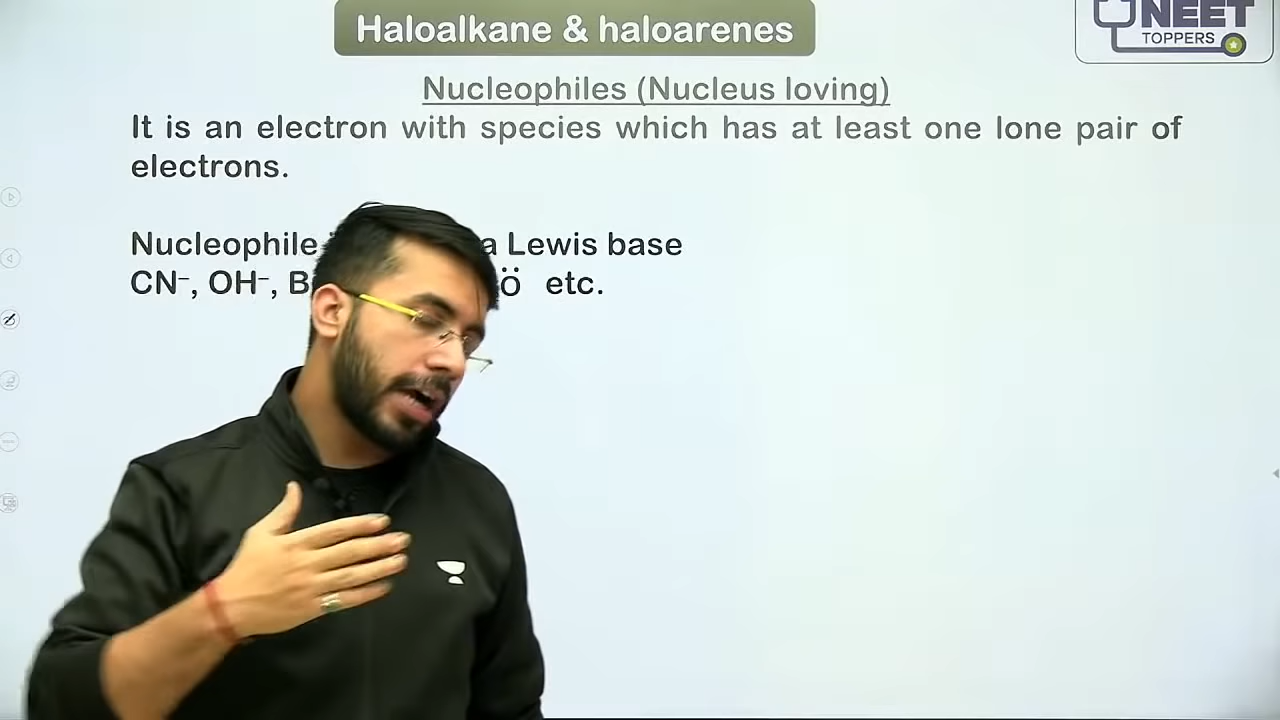 Haloalkane & haloarenes
NEET
TOPPERS
Nucleophiles (Nucleus loving)
It is an electron with species which has at least one lone pair of
electrons.
Nucleophile a Lewis base
CN⁻, OH⁻, B ö etc.